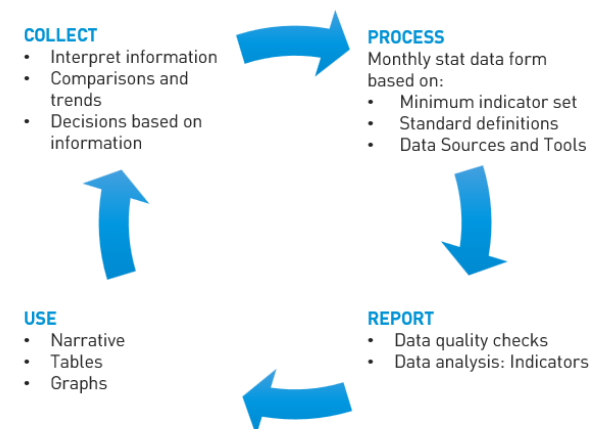 COLLECT
• Interpret information
• Comparisons and
trends
• Decisions based on
information
PROCESS
Monthly stat data form
based on:
• Minimum indicator set
• Standard definitions
• Data Sources and Tools
USE
• Narrative
• Tables
• Graphs
REPORT
• Data quality checks
• Data analysis: Indicators